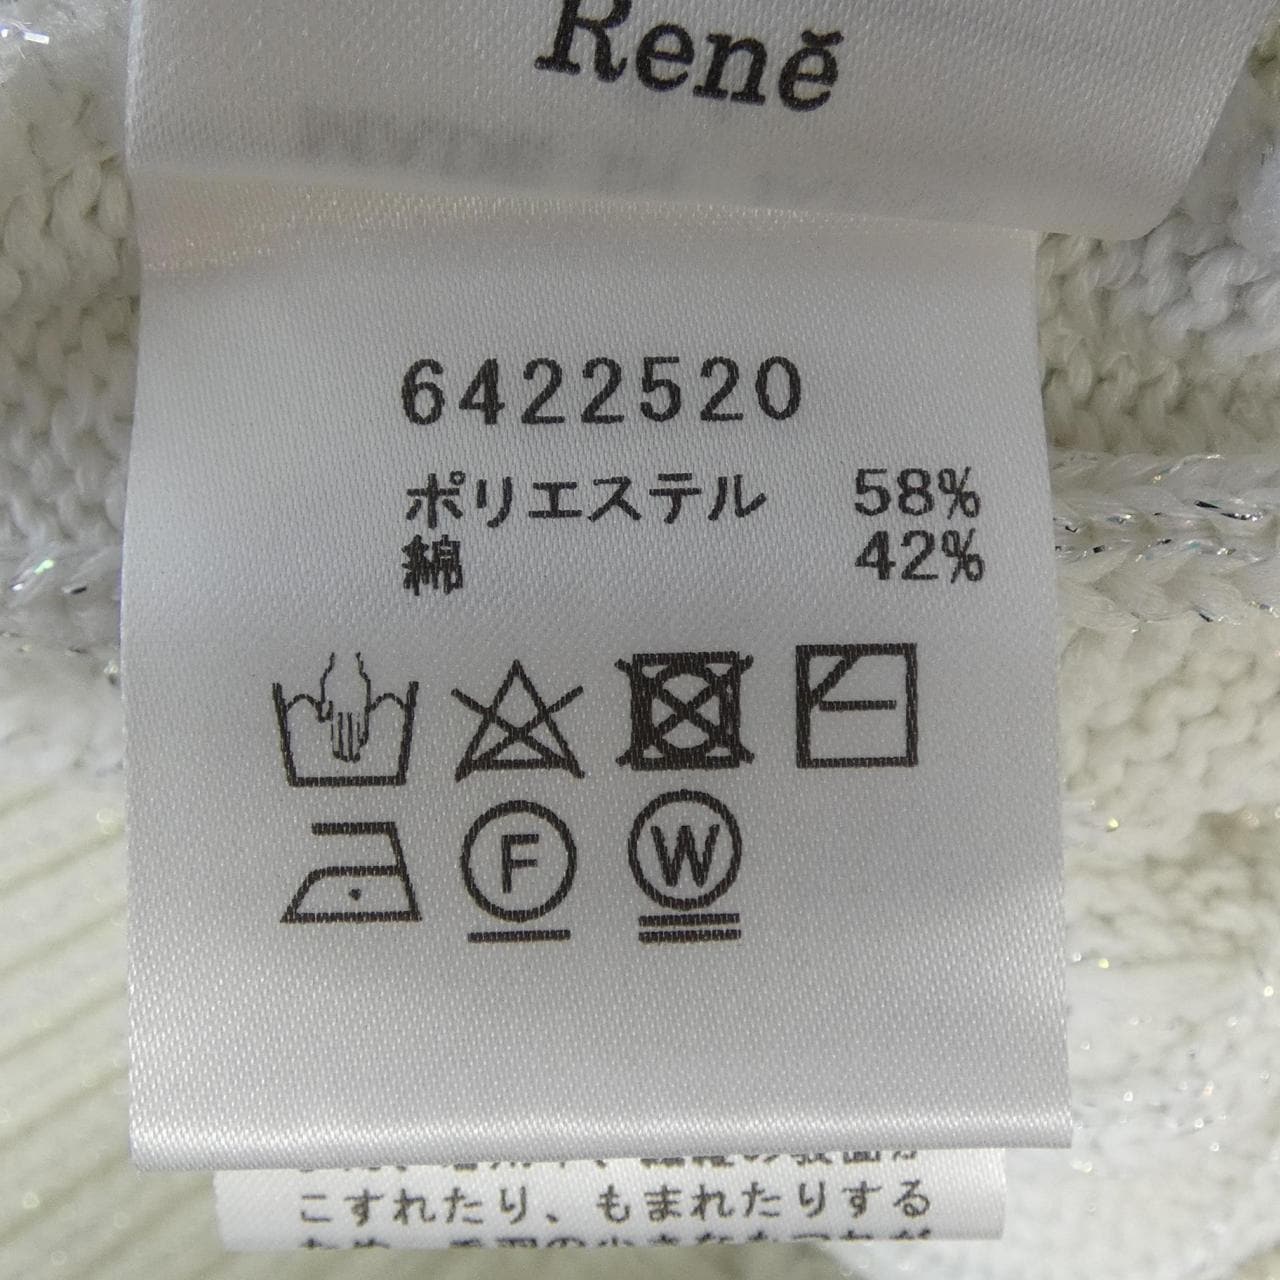 René
6422520
ポリエステル 58%
綿 42%
F W
こすれたり、もまれたりする